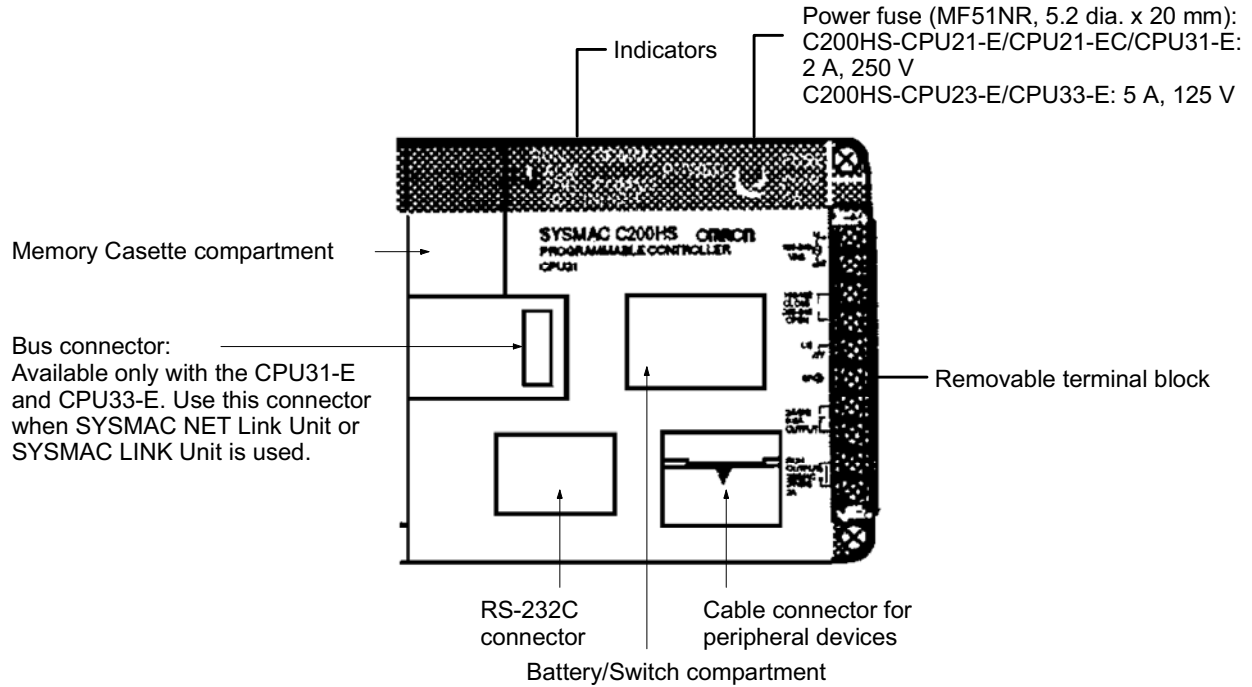 Power fuse (MF51NR, 5.2 dia. x 20 mm):
C200HS-CPU21-E/CPU21-EC/CPU31-E:
2 A, 250 V
C200HS-CPU23-E/CPU33-E: 5 A, 125 V
Indicators
SYSMAC C200HS OMRON
PROGRAMMABLE CONTROLLER
Memory Casette compartment
Bus connector:
Available only with the CPU31-E
and CPU33-E. Use this connector
when SYSMAC NET Link Unit or
SYSMAC LINK Unit is used.
Removable terminal block
OUTPUT
RS-232C
connector
Cable connector for
peripheral devices
Battery/Switch compartment